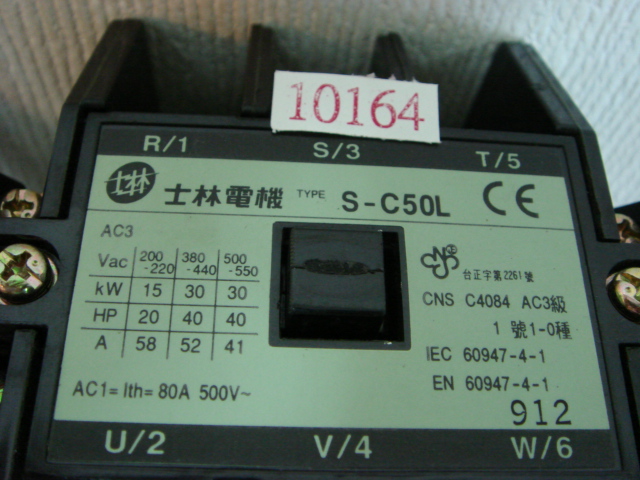 10164
R/1 S/3 T/5
士林 士林電機 TYPE S-C50L CE
AC3
Vac 200-220 380-440 500-550
kW 15 30 30
HP 20 40 40
A 58 52 41
AC1=Ith=80A 500V~
CNS
台正字第2261號
CNS C4084 AC3級
1 號1-0種
IEC 60947-4-1
EN 60947-4-1
912
U/2 V/4 W/6